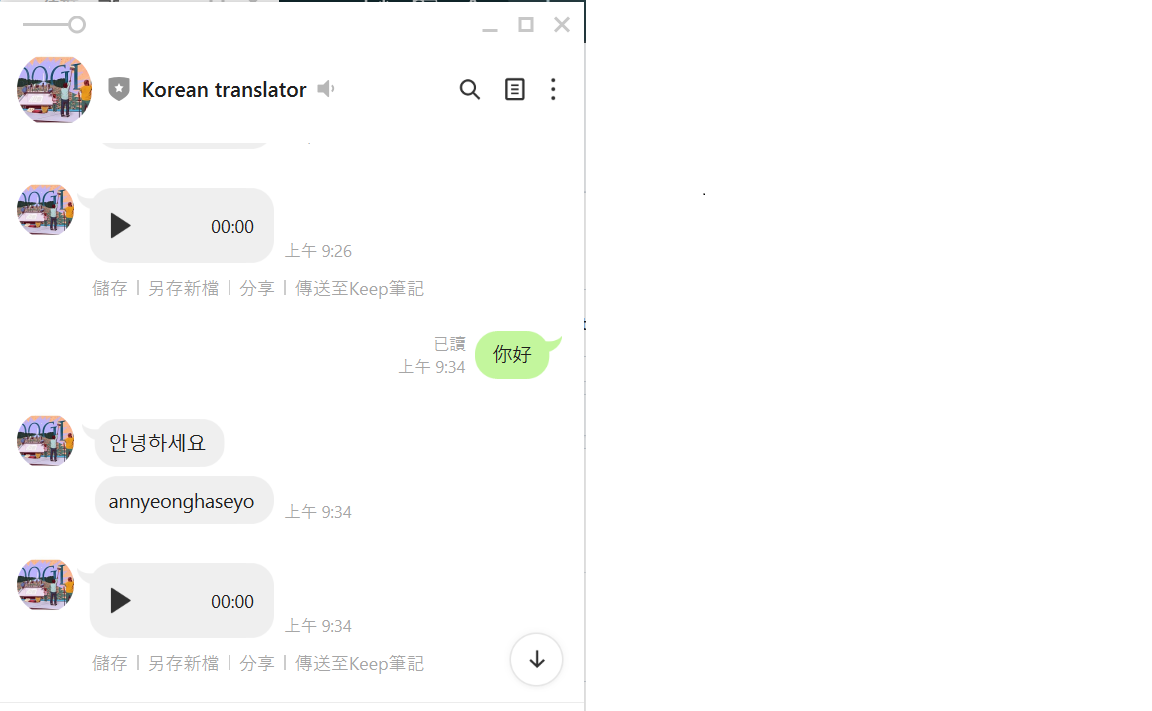 Korean translator
00:00
上午 9:26
儲存 | 另存新檔 | 分享 | 傳送至Keep筆記
已讀
上午 9:34
你好
안녕하세요
annyeonghaseyo
上午 9:34
00:00
上午 9:34
儲存 | 另存新檔 | 分享 | 傳送至Keep筆記